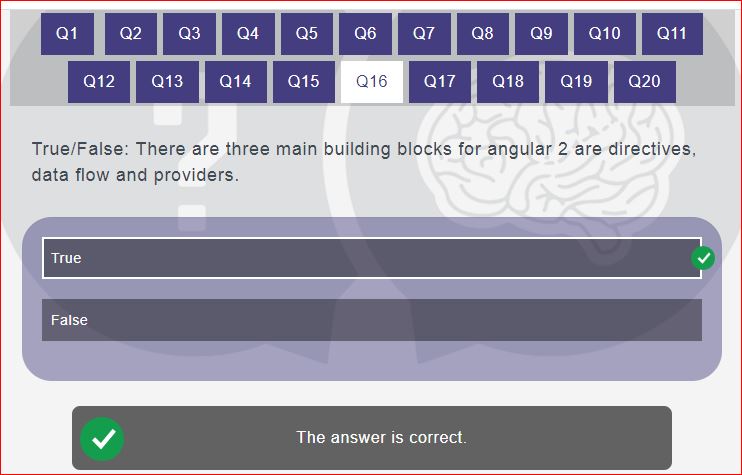 Q1 Q2 Q3 Q4 Q5 Q6 Q7 Q8 Q9 Q10 Q11
Q12 Q13 Q14 Q15 Q16 Q17 Q18 Q19 Q20
True/False: There are three main building blocks for angular 2 are directives,
data flow and providers.
True
False
The answer is correct.